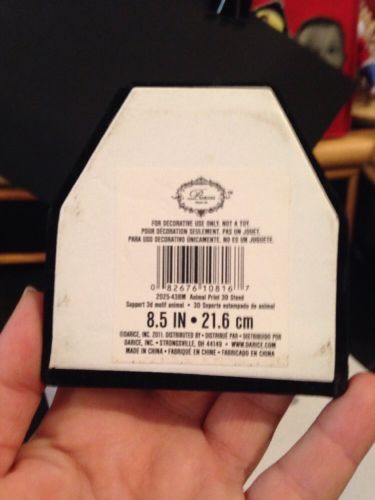 Darice
FOR DECORATIVE USE ONLY. NOT A TOY.
POUR DÉCORATION SEULEMENT. PAS UN JOUET.
PARA USO DECORATIVO ÚNICAMENTE. NO ES UN JUGUETE.
0 82676 10816 7
2025-438M Animal Print 3D Stand
Support 3d motif animal • 3D Soporte estampado de animal
8.5 IN • 21.6 cm
©DARICE, INC. 2011. DISTRIBUTED BY • DISTRIBUÉ PAR • DISTRIBUIDO POR
DARICE, INC. • STRONGSVILLE, OH 44149 • WWW.DARICE.COM
MADE IN CHINA • FABRIQUÉ EN CHINE • FABRICADO EN CHINA